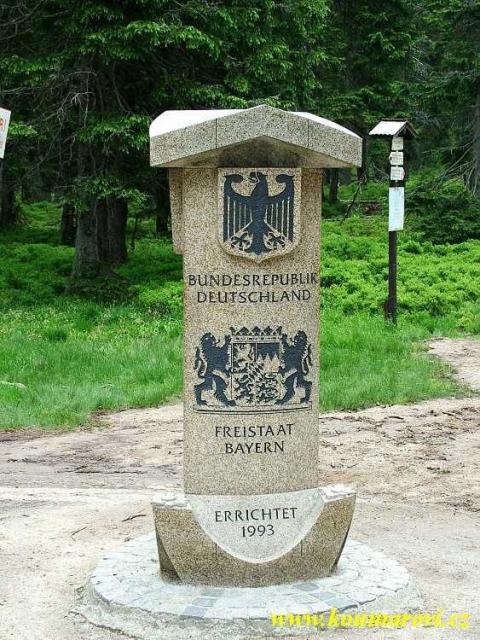 BUNDESREPUBLIK
DEUTSCHLAND
FREISTAAT
BAYERN
ERRICHTET
1993
www.koumarovi.cz